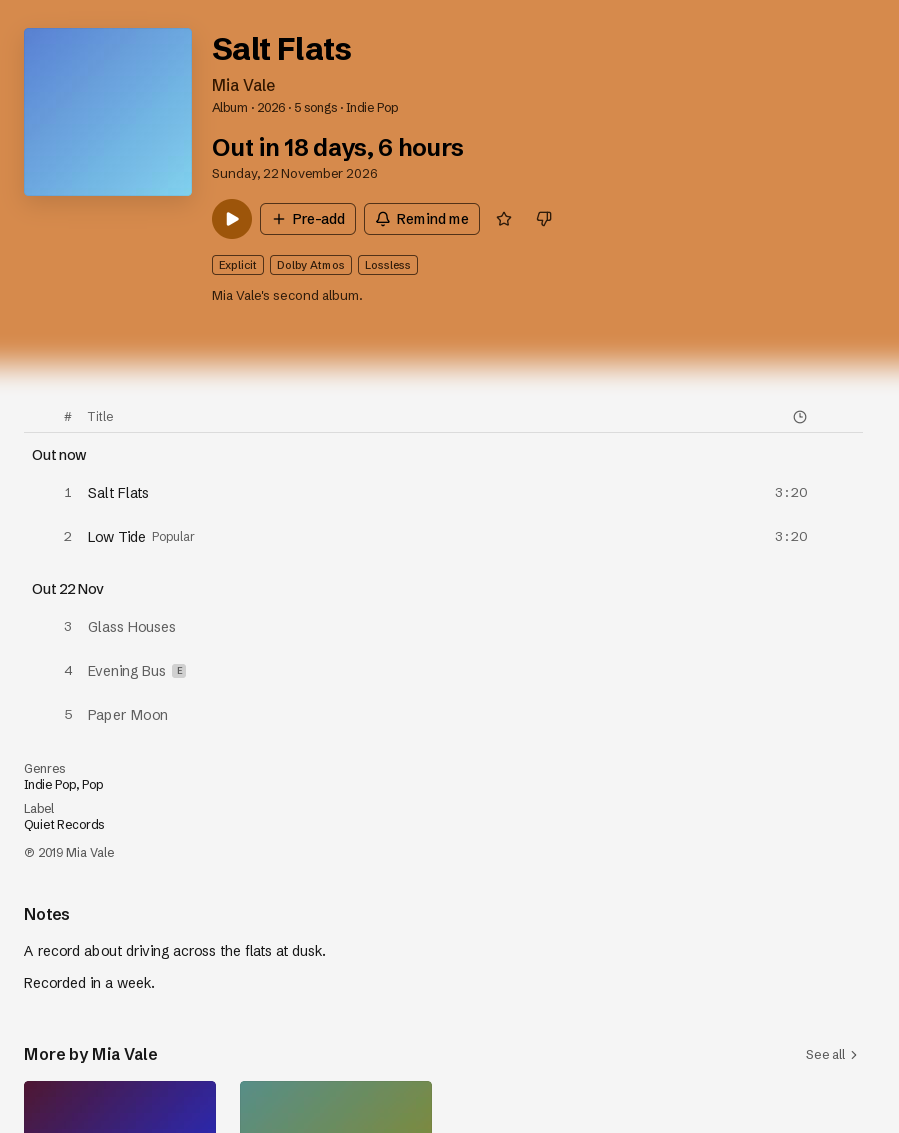 Salt Flats
Mia Vale
Album · 2026 · 5 songs · Indie Pop
Out in 18 days, 6 hours
Sunday, 22 November 2026
Pre-add
Remind me
Explicit
Dolby Atmos
Lossless
Mia Vale's second album.
# Title
Out now
1 Salt Flats 3:20
2 Low Tide Popular 3:20
Out 22 Nov
3 Glass Houses
4 Evening Bus E
5 Paper Moon
Genres
Indie Pop, Pop
Label
Quiet Records
℗ 2019 Mia Vale
Notes
A record about driving across the flats at dusk.
Recorded in a week.
More by Mia Vale
See all